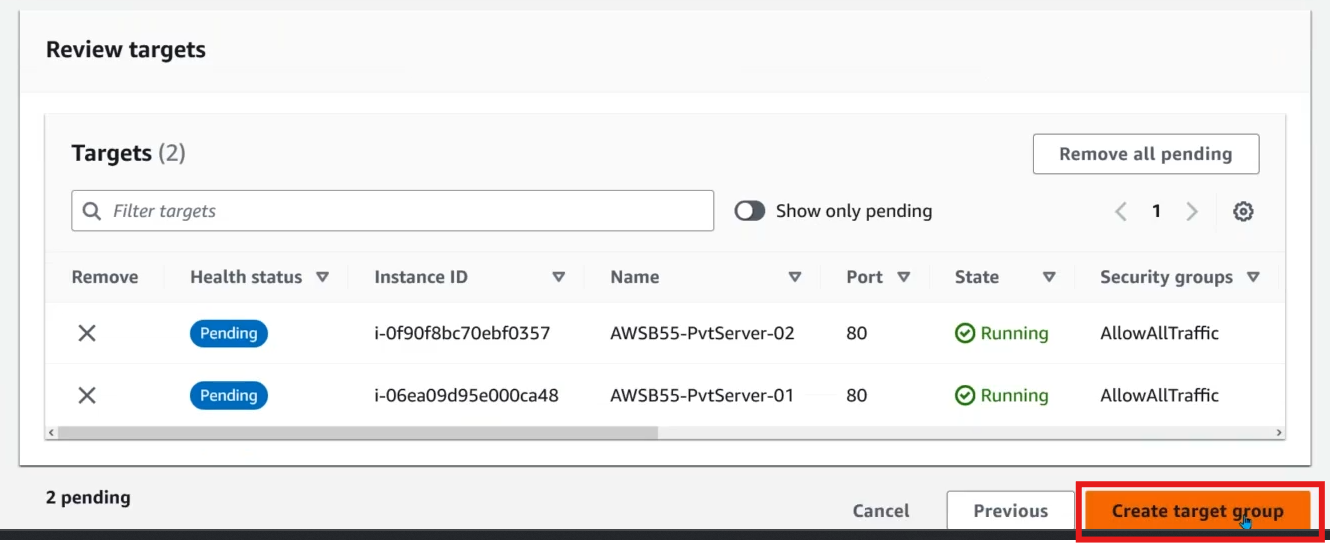 Review targets
Targets (2)
Remove all pending
Filter targets
Show only pending
1
Remove Health status Instance ID Name Port State Security groups
Pending i-0f90f8bc70ebf0357 AWSB55-PvtServer-02 80 Running AllowAllTraffic
Pending i-06ea09d95e000ca48 AWSB55-PvtServer-01 80 Running AllowAllTraffic
2 pending
Cancel Previous Create target group